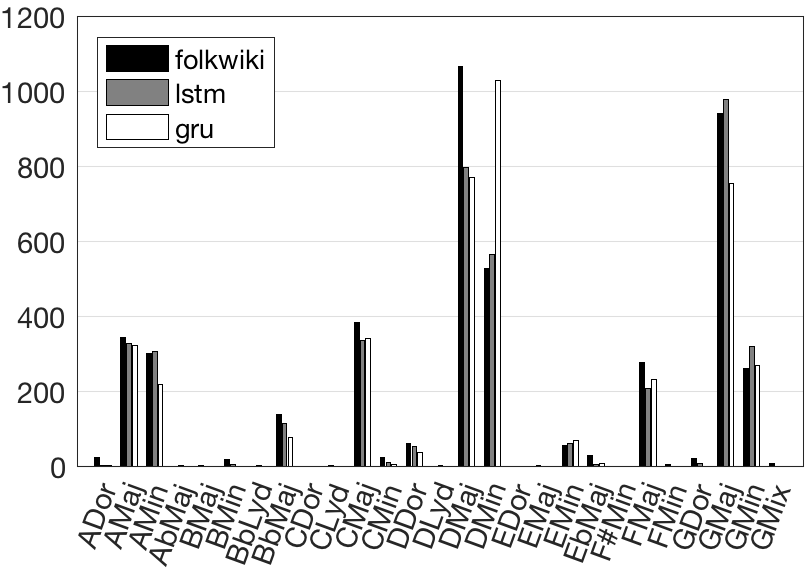 1200
1000
800
600
400
200
0
folkwiki
lstm
gru
ADor
AMaj
AMin
AbMaj
BMaj
BMin
BbLyd
BbMaj
CDor
CLyd
CMaj
CMin
DDor
DLyd
DMaj
DMin
EDor
EMaj
EMin
EbMaj
F#Min
FMaj
FMin
GDor
GMaj
GMin
GMix